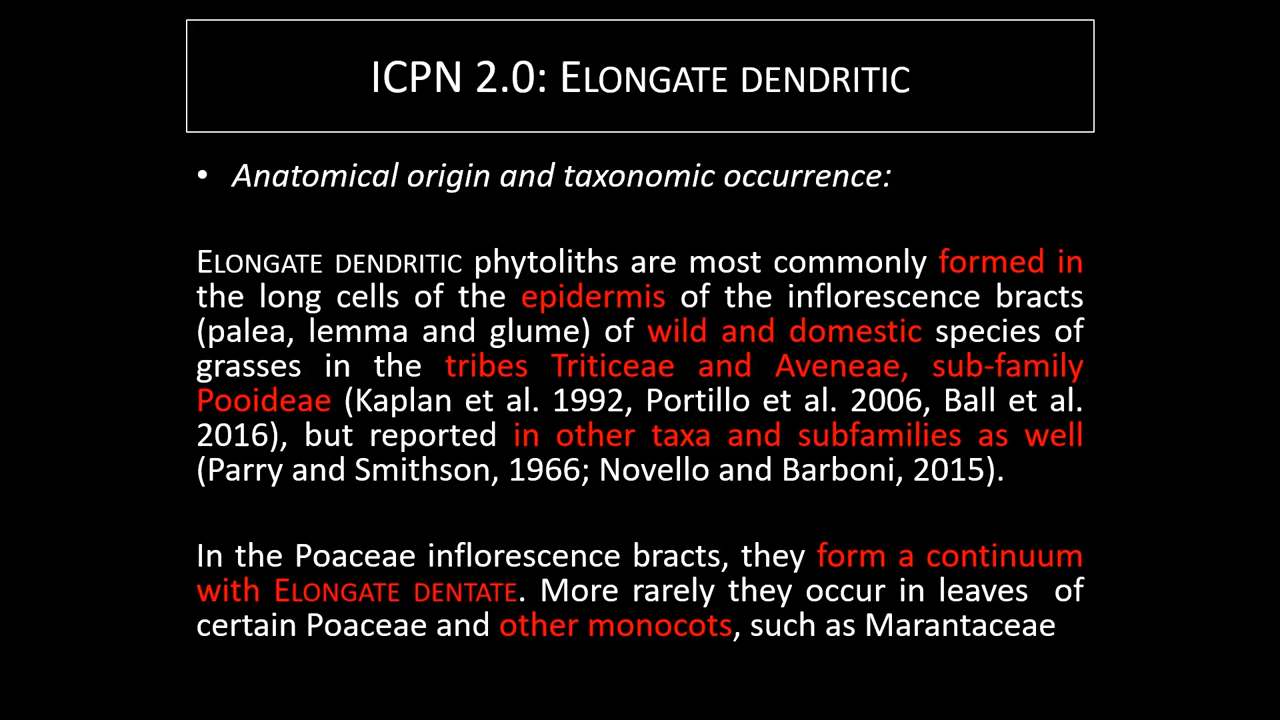 ICPN 2.0: ELONGATE DENDRITIC
• Anatomical origin and taxonomic occurrence:
ELONGATE DENDRITIC phytoliths are most commonly formed in
the long cells of the epidermis of the inflorescence bracts
(palea, lemma and glume) of wild and domestic species of
grasses in the tribes Triticeae and Aveneae, sub-family
Pooideae (Kaplan et al. 1992, Portillo et al. 2006, Ball et al.
2016), but reported in other taxa and subfamilies as well
(Parry and Smithson, 1966; Novello and Barboni, 2015).
In the Poaceae inflorescence bracts, they form a continuum
with ELONGATE DENTATE. More rarely they occur in leaves of
certain Poaceae and other monocots, such as Marantaceae